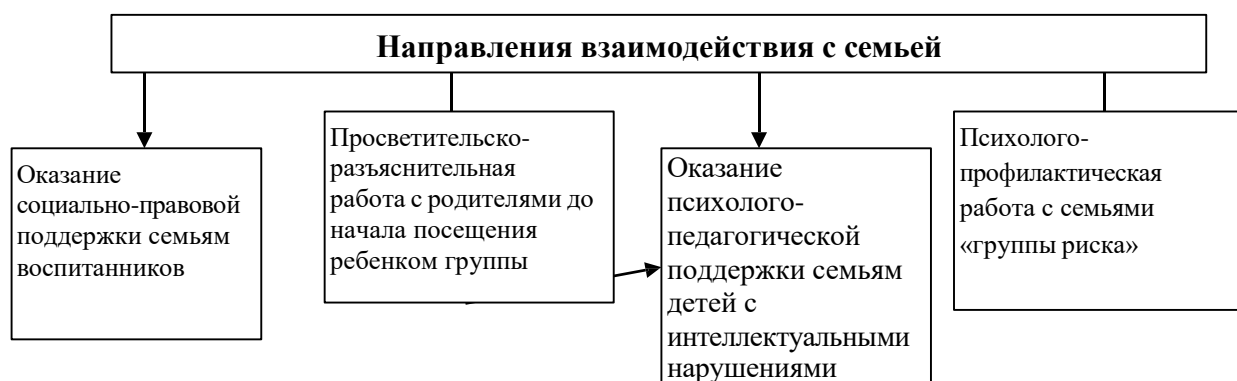 Направления взаимодействия с семьей
Оказание
социально-правовой
поддержки семьям
воспитанников
Просветительско-
разъяснительная
работа с родителями до
начала посещения
ребенком группы
Оказание
психолого-
педагогической
поддержки семьям
детей с
интеллектуальными
нарушениями
Психолого-
профилактическая
работа с семьями
«группы риска»